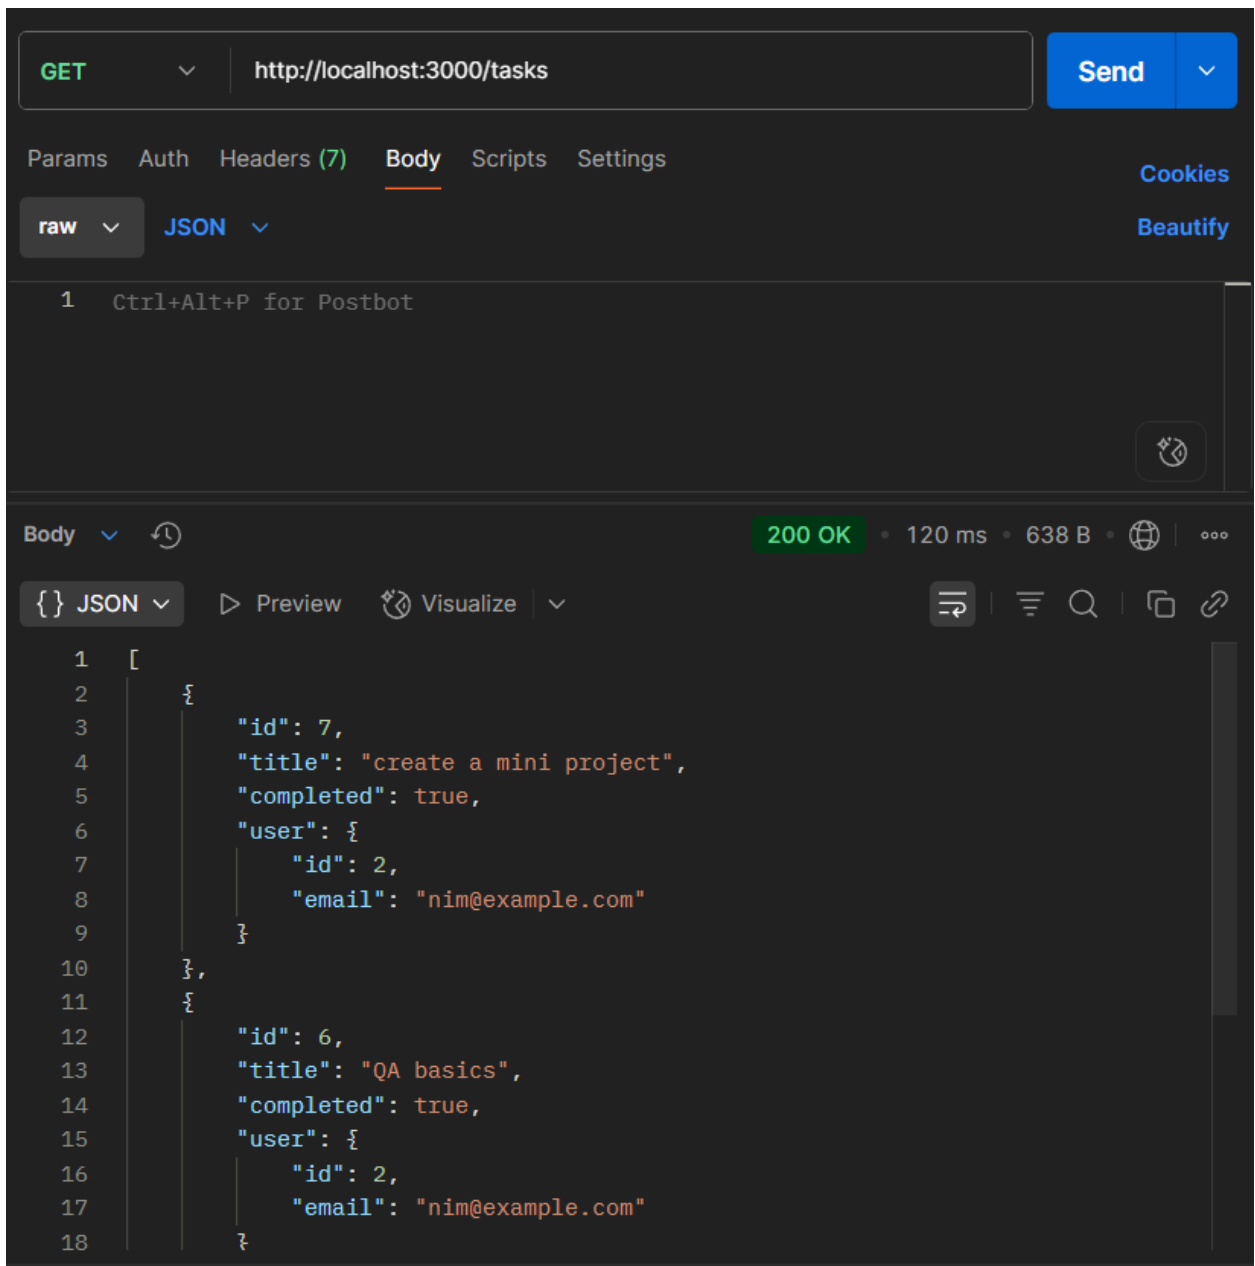 GET http://localhost:3000/tasks Send
Params Auth Headers (7) Body Scripts Settings Cookies
raw JSON Beautify
1 Ctrl+Alt+P for Postbot
Body 200 OK • 120 ms • 638 B •
{} JSON Preview Visualize
1 [
2 {
3 "id": 7,
4 "title": "create a mini project",
5 "completed": true,
6 "user": {
7 "id": 2,
8 "email": "nim@example.com"
9 }
10 },
11 {
12 "id": 6,
13 "title": "QA basics",
14 "completed": true,
15 "user": {
16 "id": 2,
17 "email": "nim@example.com"
18 }